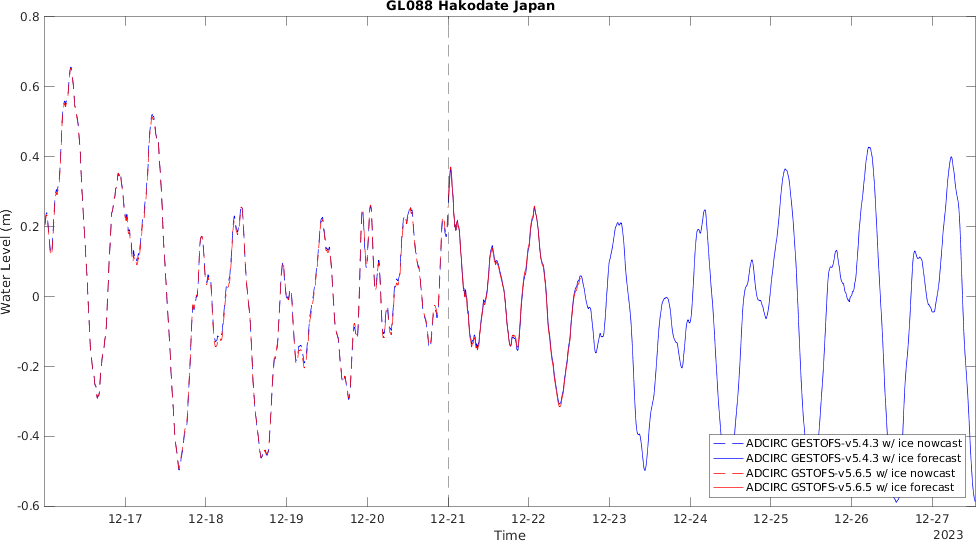 GL088 Hakodate Japan
0.8
0.6
0.4
0.2
0
-0.2
-0.4
-0.6
Water Level (m)
ADCIRC GESTOFS-v5.4.3 w/ ice nowcast
ADCIRC GESTOFS-v5.4.3 w/ ice forecast
ADCIRC GSTOFS-v5.6.5 w/ ice nowcast
ADCIRC GSTOFS-v5.6.5 w/ ice forecast
12-17 12-18 12-19 12-20 12-21 12-22 12-23 12-24 12-25 12-26 12-27
Time
2023